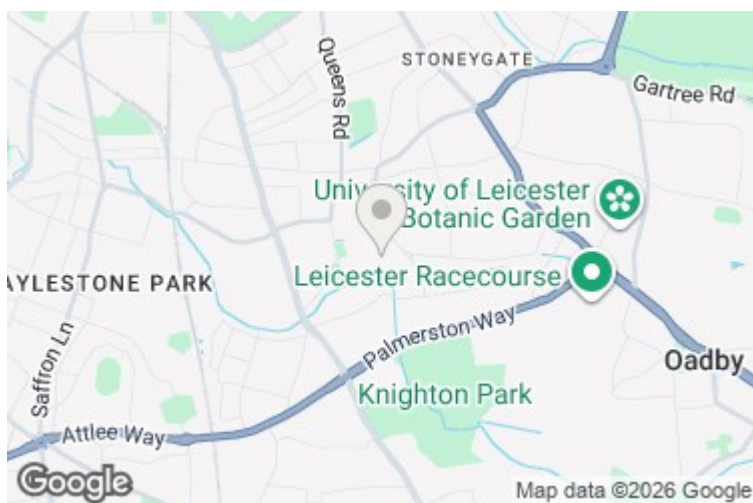 STONEYGATE
Queens Rd
Gartree Rd
University of Leicester
Botanic Garden
AYLESTONE PARK
Leicester Racecourse
Palmerston Way
Saffron Ln
Oadby
Knighton Park
Attlee Way
Google
Map data ©2026 Google